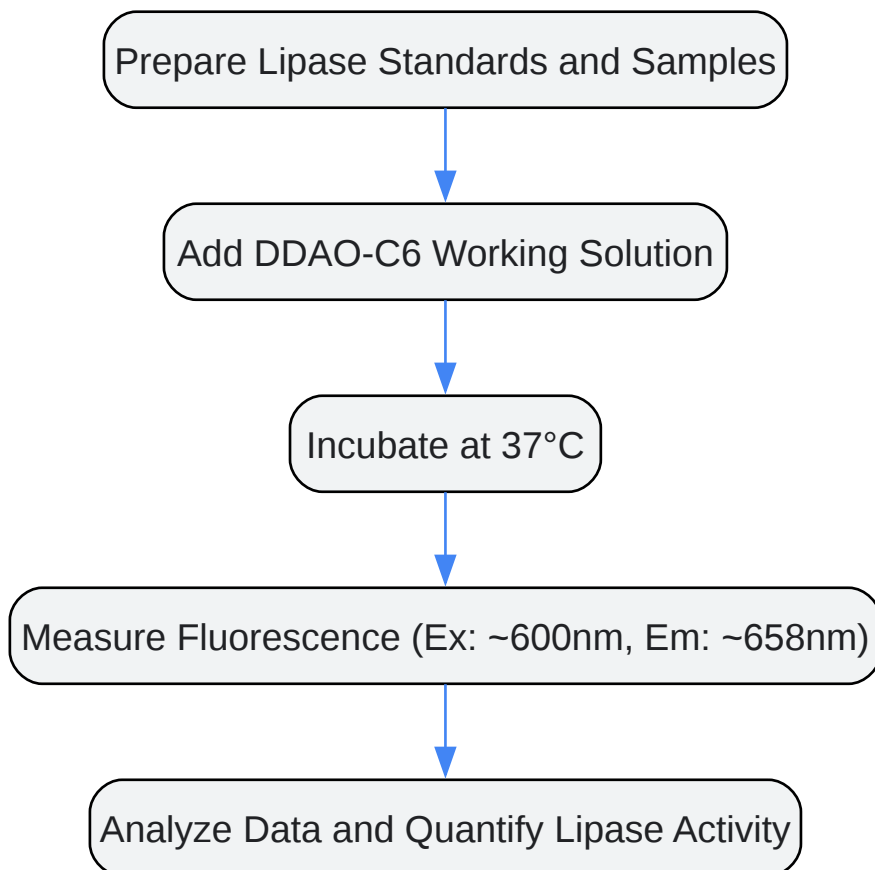 Prepare Lipase Standards and Samples
Add DDAO-C6 Working Solution
Incubate at 37°C
Measure Fluorescence (Ex: ~600nm, Em: ~658nm)
Analyze Data and Quantify Lipase Activity